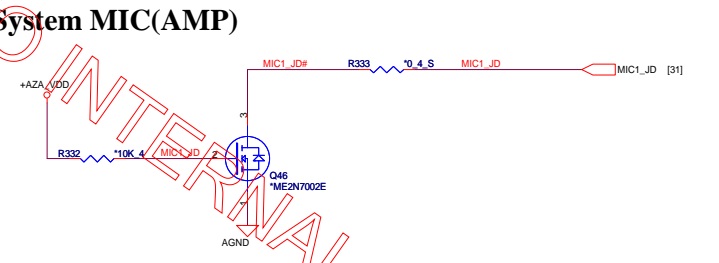 System MIC(AMP)
MIC1_JD# R333 *0_4_S MIC1_JD MIC1_JD [31]
+AZA_VDD
3
R332 *10K_4 MIC1_JD 2
Q46
*ME2N7002E
1
AGND
INTERNAL